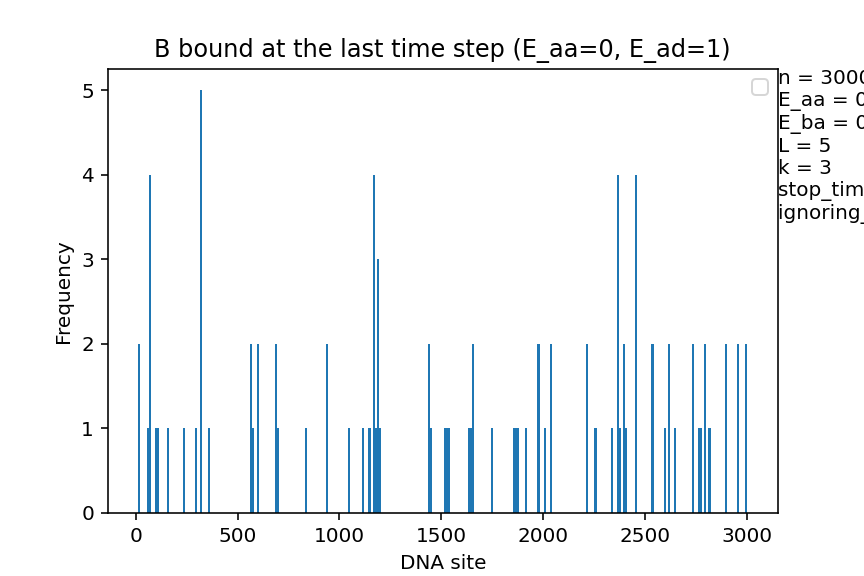 B bound at the last time step (E_aa=0, E_ad=1)
n = 3000
E_aa = 0
E_ba = 0
L = 5
k = 3
stop_tim
ignoring_
5
4
3
2
1
0
Frequency
0 500 1000 1500 2000 2500 3000
DNA site